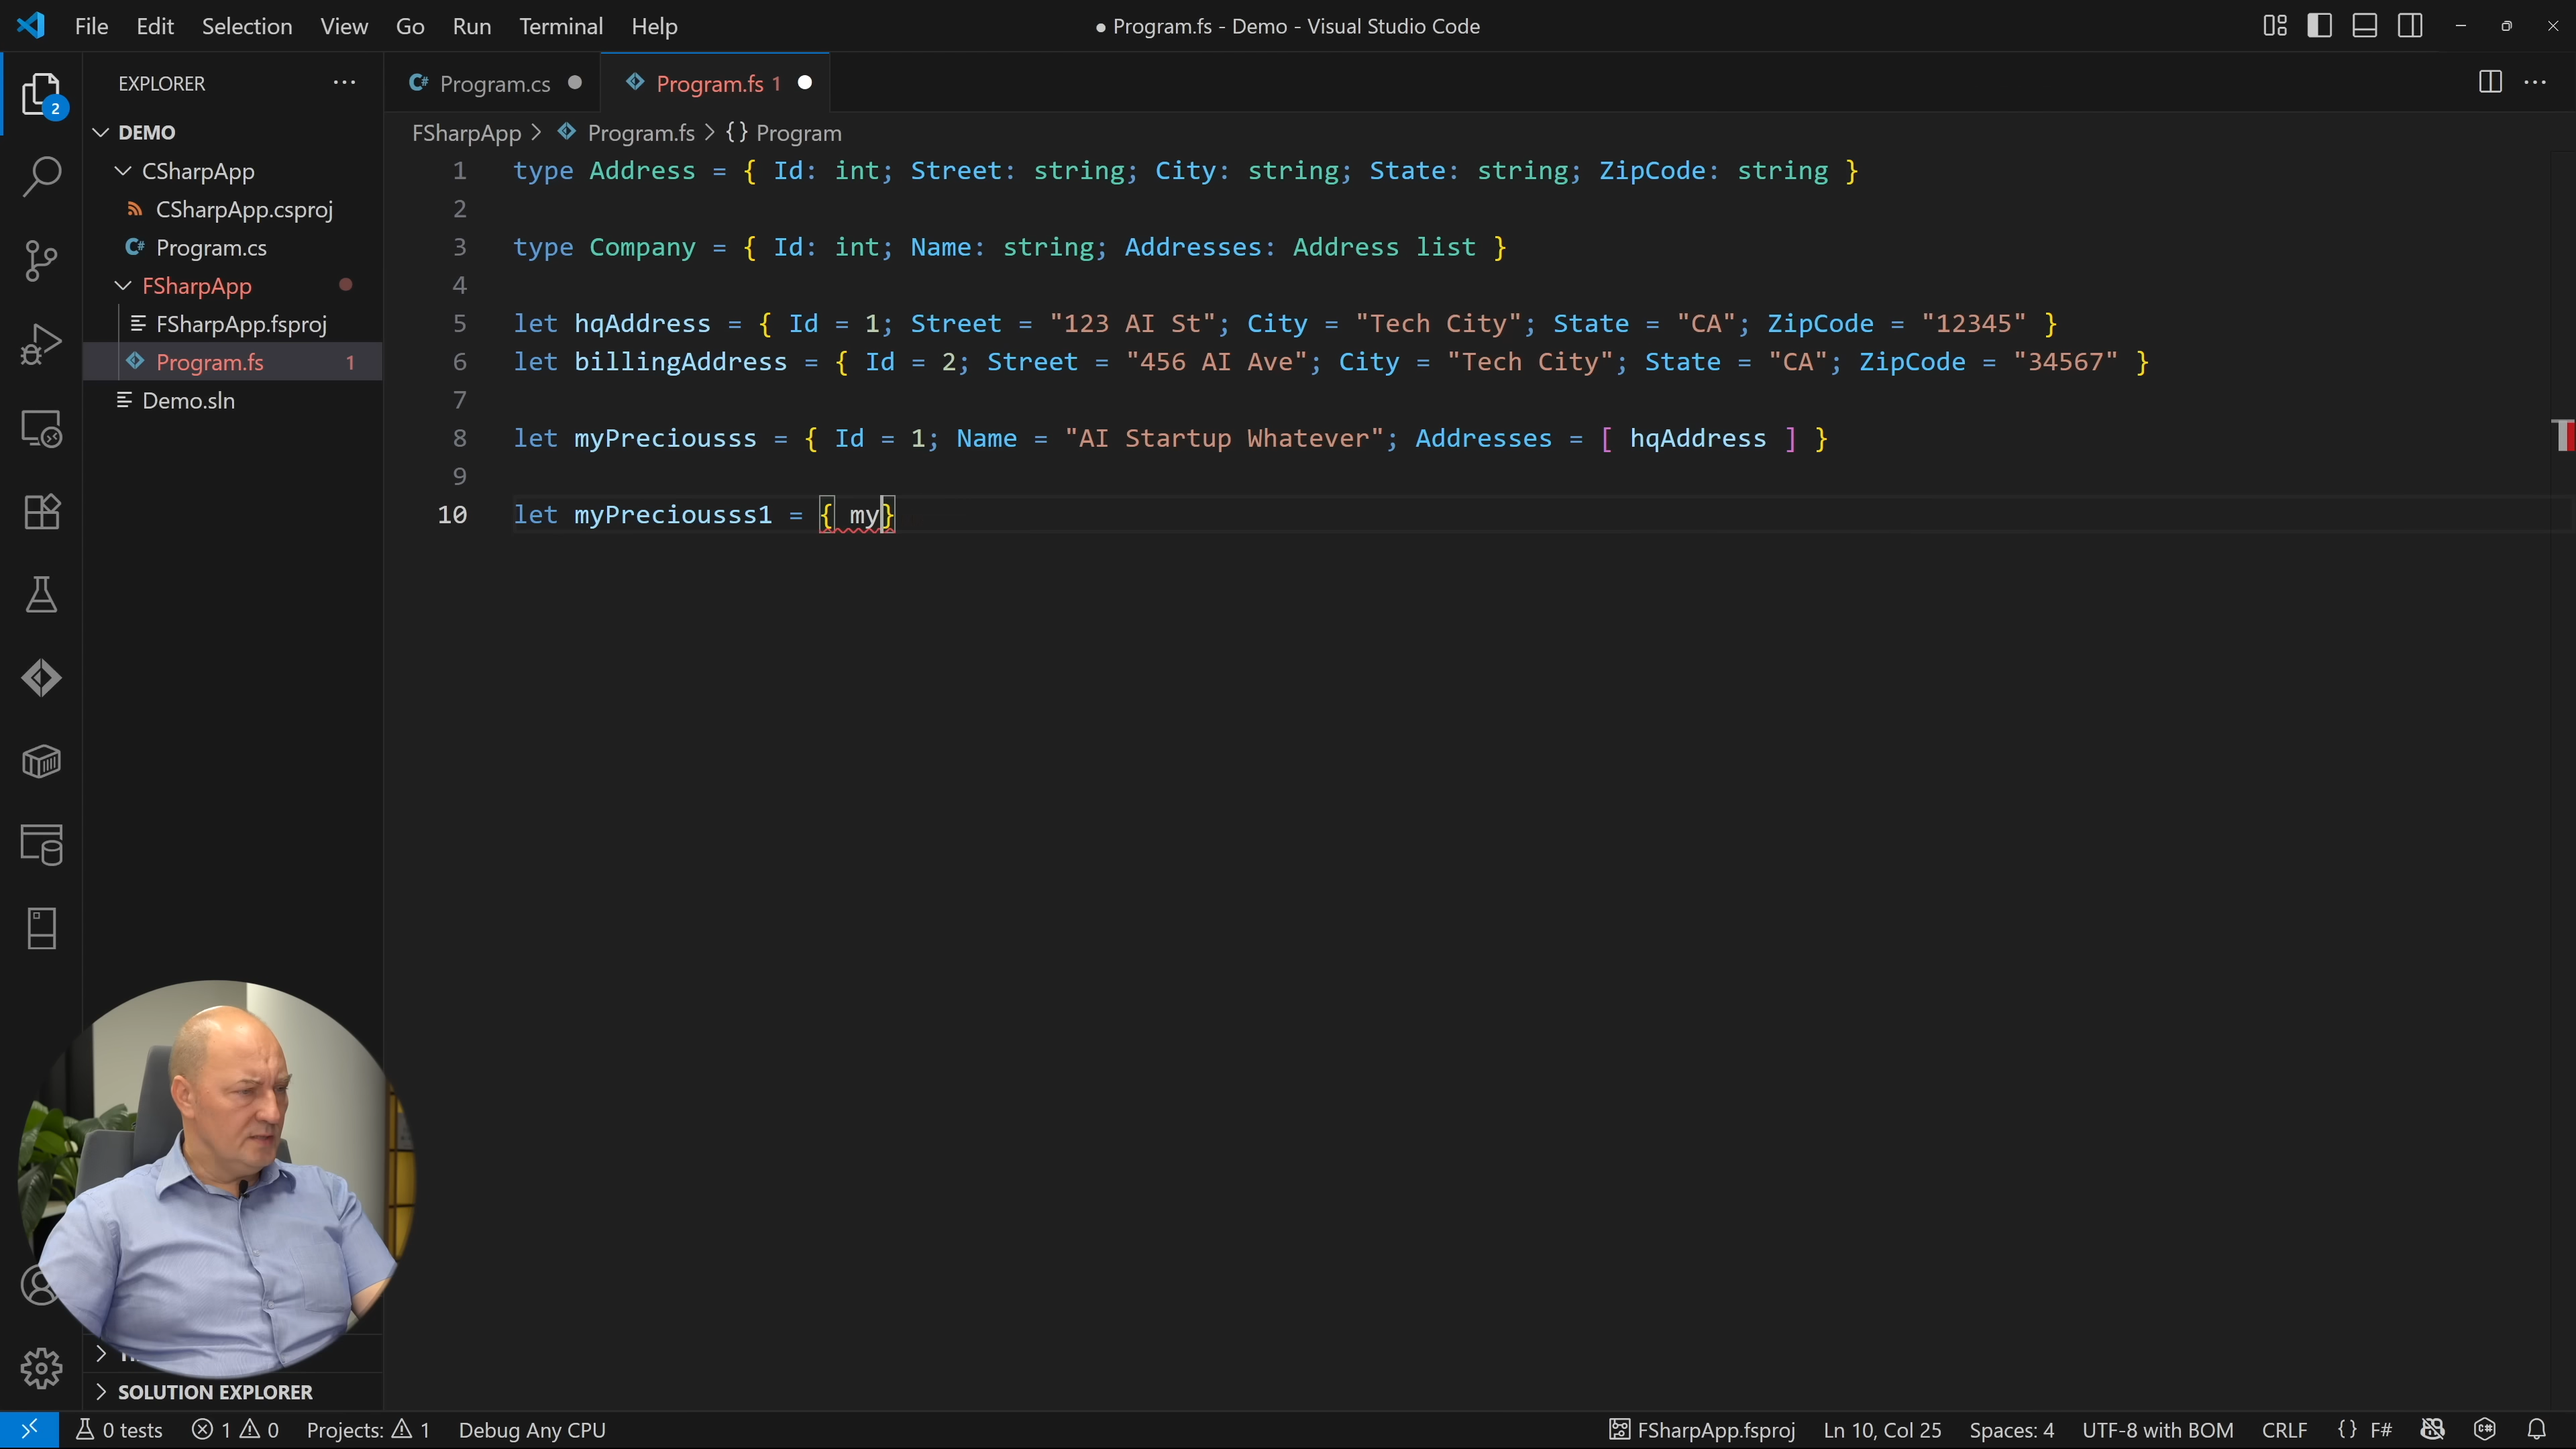 File Edit Selection View Go Run Terminal Help
● Program.fs - Demo - Visual Studio Code
EXPLORER
2
DEMO
CSharpApp
CSharpApp.csproj
C# Program.cs
FSharpApp
FSharpApp.fsproj
Program.fs 1
Demo.sln
SOLUTION EXPLORER
C# Program.cs
Program.fs 1
FSharpApp > Program.fs > {} Program
1 type Address = { Id: int; Street: string; City: string; State: string; ZipCode: string }
2
3 type Company = { Id: int; Name: string; Addresses: Address list }
4
5 let hqAddress = { Id = 1; Street = "123 AI St"; City = "Tech City"; State = "CA"; ZipCode = "12345" }
6 let billingAddress = { Id = 2; Street = "456 AI Ave"; City = "Tech City"; State = "CA"; ZipCode = "34567" }
7
8 let myPreciousss = { Id = 1; Name = "AI Startup Whatever"; Addresses = [ hqAddress ] }
9
10 let myPreciousss1 = { my}
0 tests 1 0 Projects: 1 Debug Any CPU
FSharpApp.fsproj Ln 10, Col 25 Spaces: 4 UTF-8 with BOM CRLF {} F#